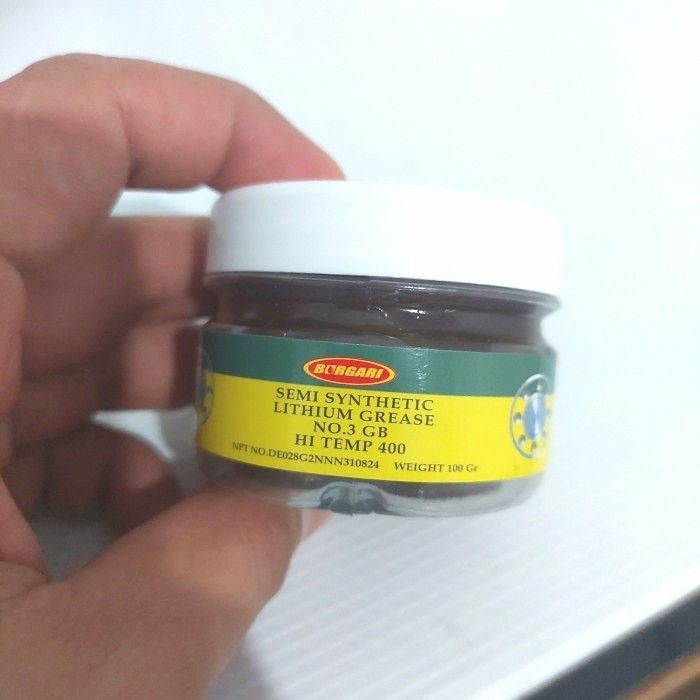 BORGARI
SEMI SYNTHETIC
LITHIUM GREASE
NO.3 GB
HI TEMP 400
NPT NO.DE028G2NNN310824 WEIGHT 100 Gr